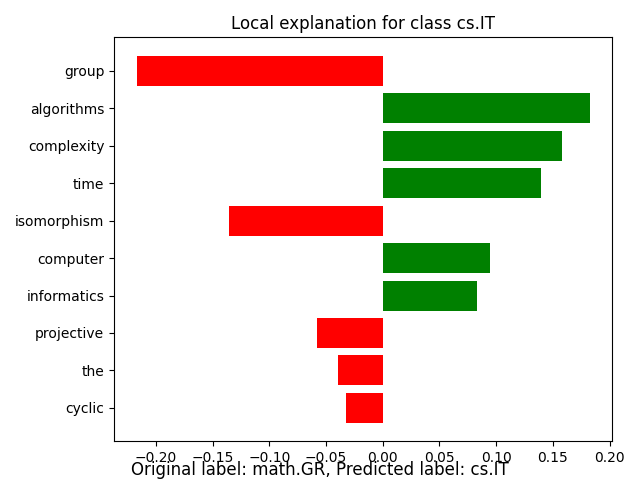 Local explanation for class cs.IT
group
algorithms
complexity
time
isomorphism
computer
informatics
projective
the
cyclic
−0.20 −0.15 −0.10 −0.05 0.00 0.05 0.10 0.15 0.20
Original label: math.GR, Predicted label: cs.IT